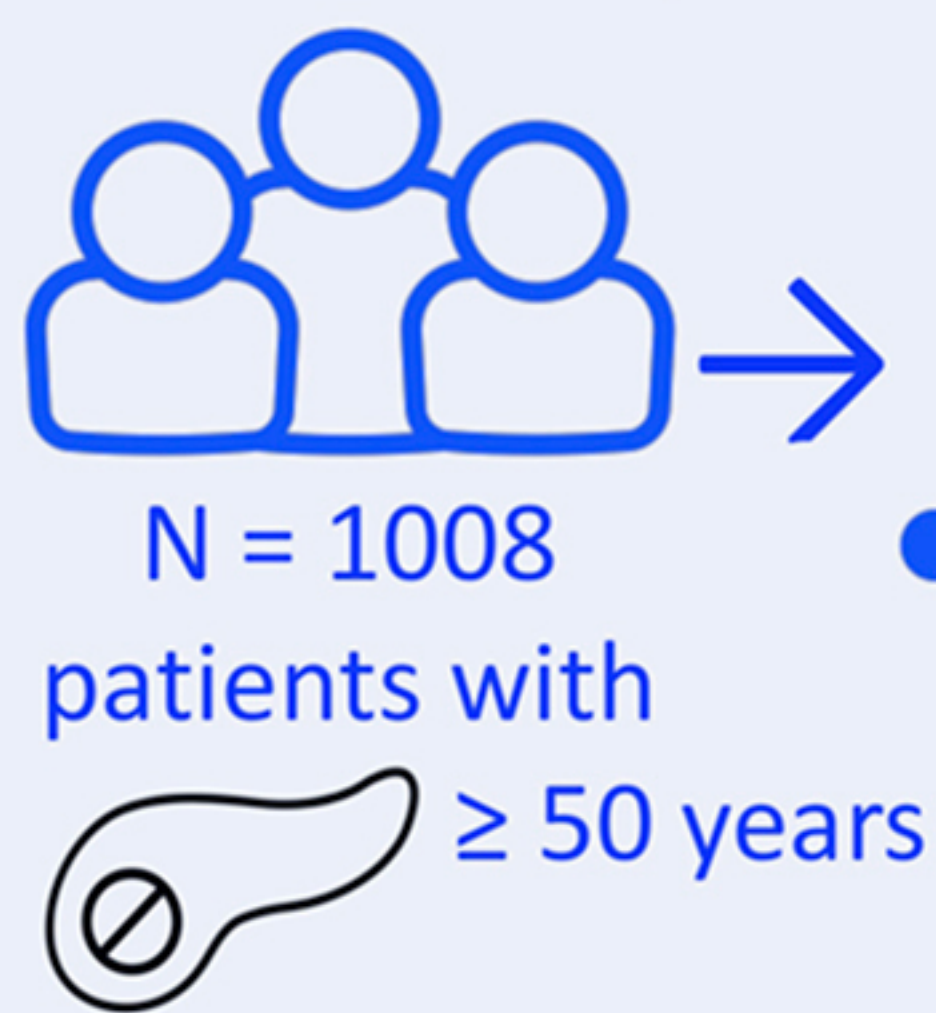 N = 1008
patients with
≥ 50 years